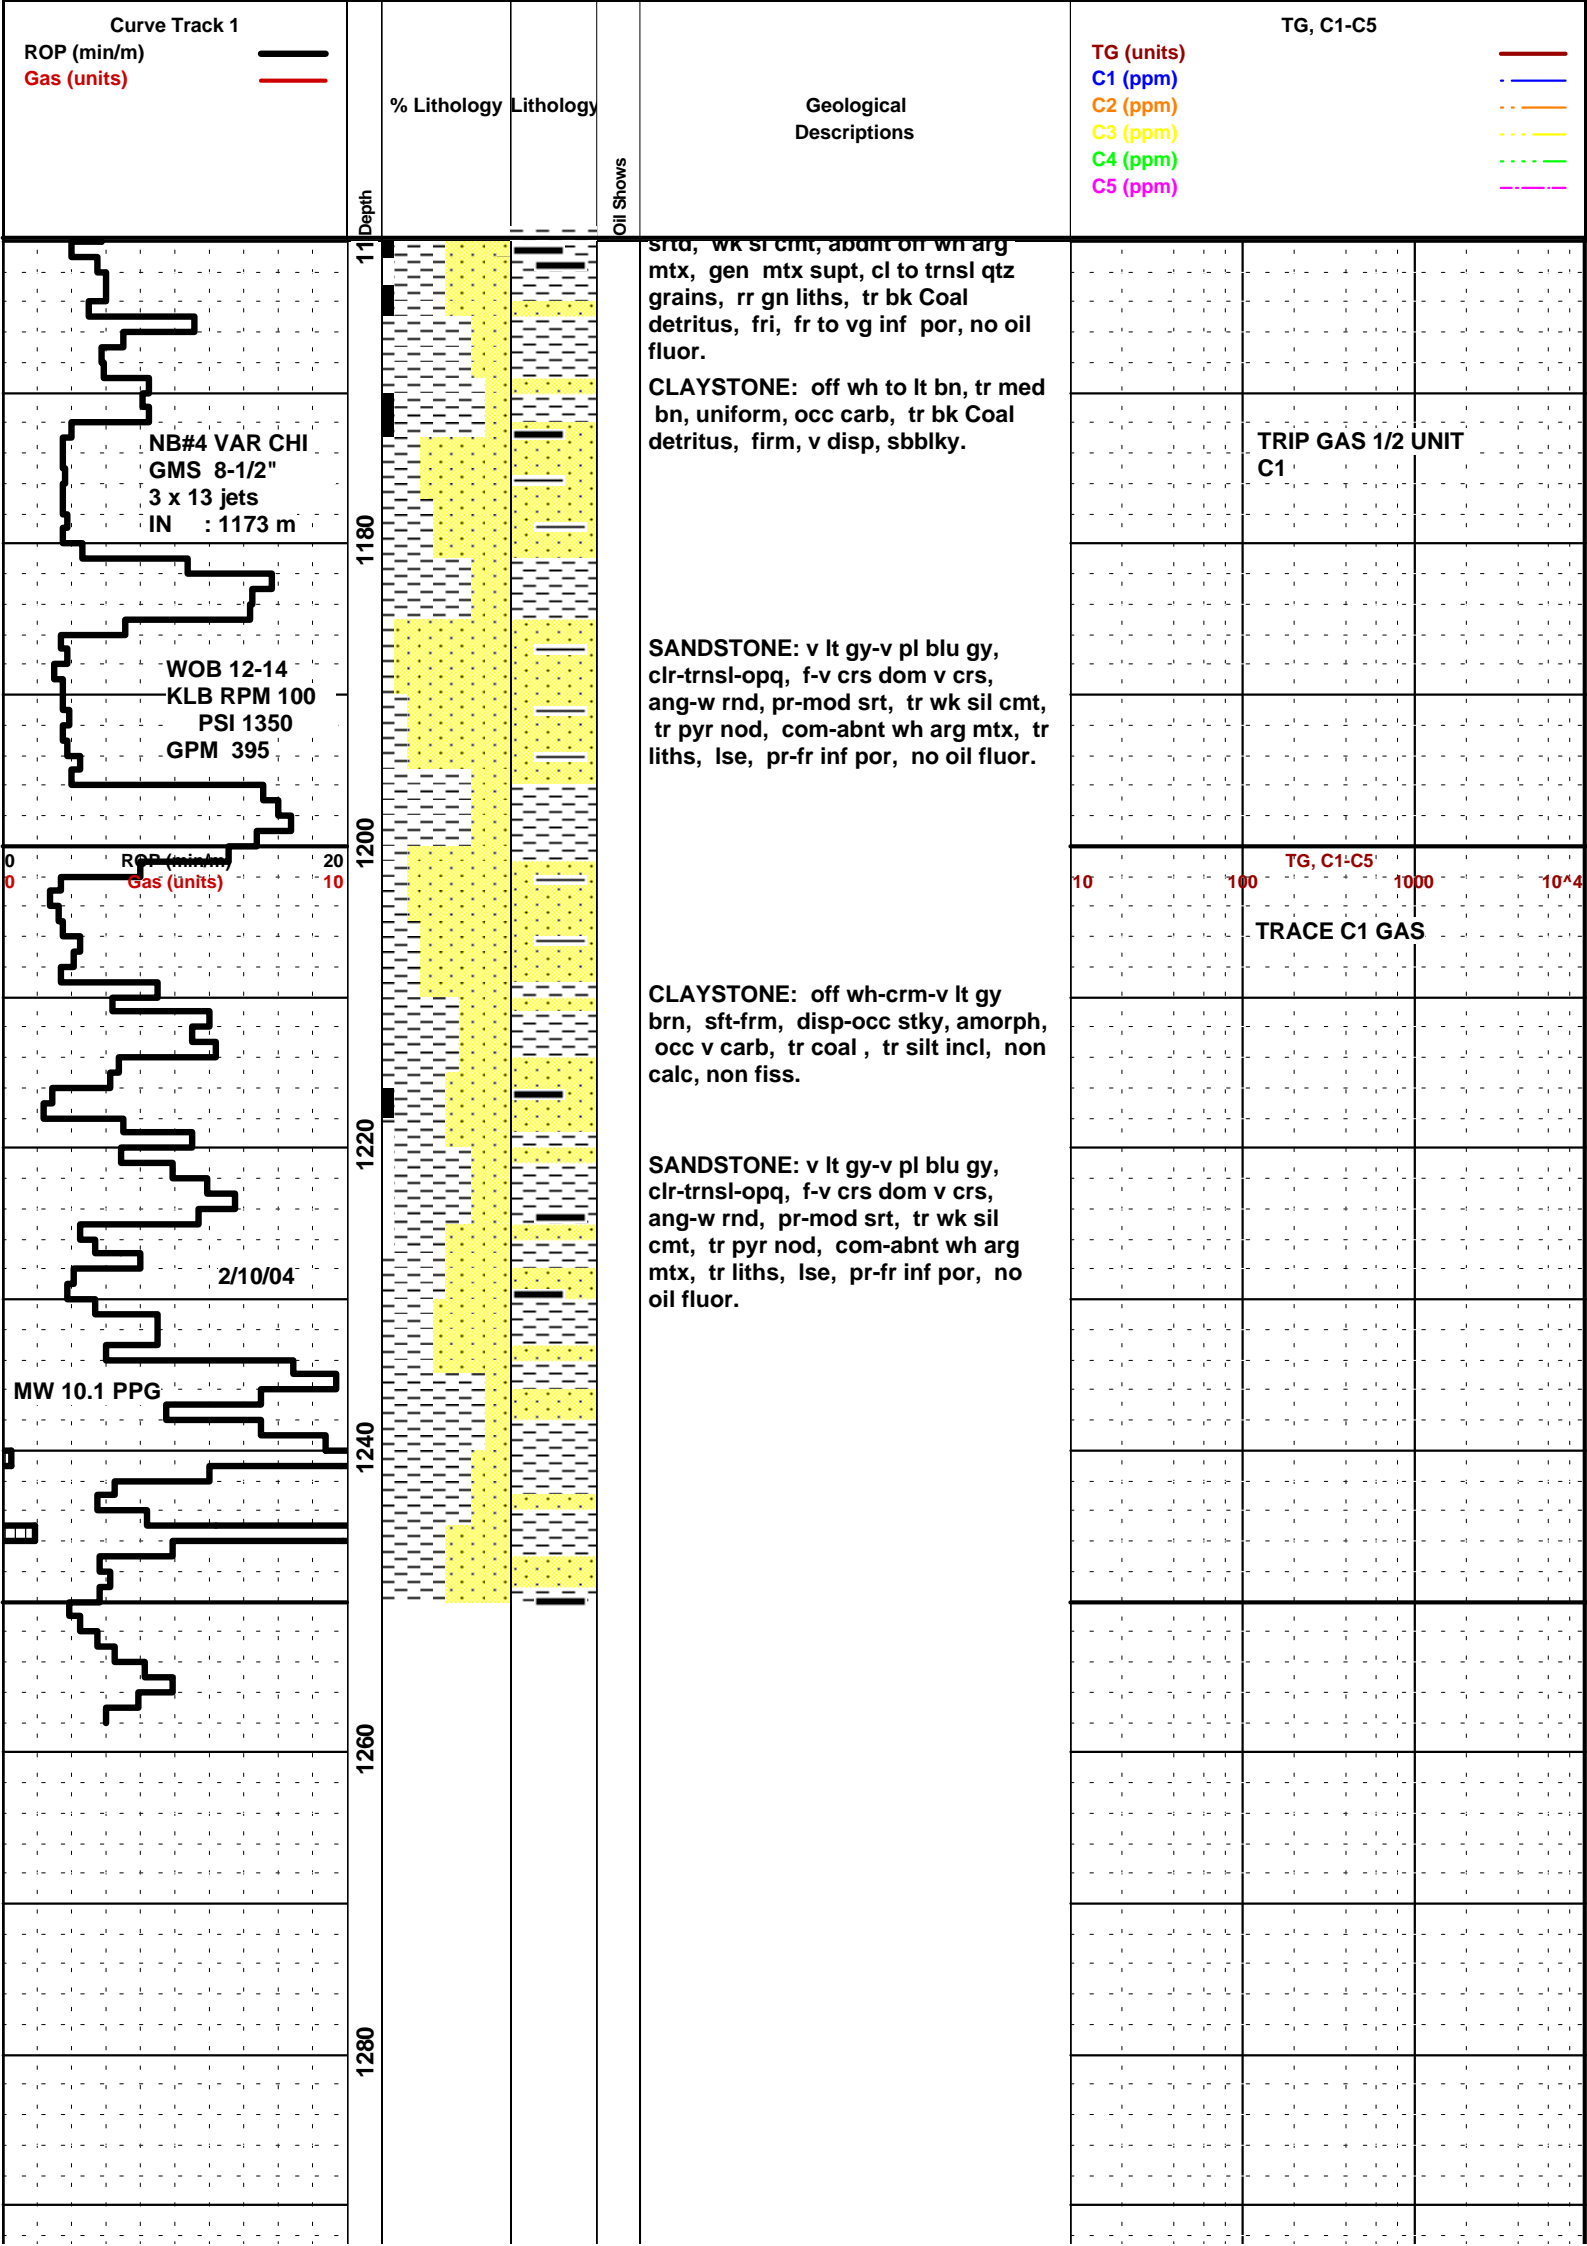 Curve Track 1
ROP (min/m)
Gas (units)
Depth
% Lithology
Lithology
Oil Shows
Geological
Descriptions
TG, C1-C5
TG (units)
C1 (ppm)
C2 (ppm)
C3 (ppm)
C4 (ppm)
C5 (ppm)
11
srtd, wk sl cmt, abdnt off wh arg
mtx, gen mtx supt, cl to trnsl qtz
grains, rr gn liths, tr bk Coal
detritus, fri, fr to vg inf por, no oil
fluor.
CLAYSTONE: off wh to lt bn, tr med
bn, uniform, occ carb, tr bk Coal
detritus, firm, v disp, sbblky.
NB#4 VAR CHI
GMS 8-1/2"
3 x 13 jets
IN : 1173 m
TRIP GAS 1/2 UNIT
C1
1180
WOB 12-14
KLB RPM 100
PSI 1350
GPM 395
SANDSTONE: v lt gy-v pl blu gy,
clr-trnsl-opq, f-v crs dom v crs,
ang-w rnd, pr-mod srt, tr wk sil cmt,
tr pyr nod, com-abnt wh arg mtx, tr
liths, lse, pr-fr inf por, no oil fluor.
1200
0 ROP (min/m) 20
0 Gas (units) 10
TG, C1-C5
10 100 1000 10^4
TRACE C1 GAS
CLAYSTONE: off wh-crm-v lt gy
brn, sft-frm, disp-occ stky, amorph,
occ v carb, tr coal , tr silt incl, non
calc, non fiss.
1220
SANDSTONE: v lt gy-v pl blu gy,
clr-trnsl-opq, f-v crs dom v crs,
ang-w rnd, pr-mod srt, tr wk sil
cmt, tr pyr nod, com-abnt wh arg
mtx, tr liths, lse, pr-fr inf por, no
oil fluor.
2/10/04
MW 10.1 PPG
1240
1260
1280